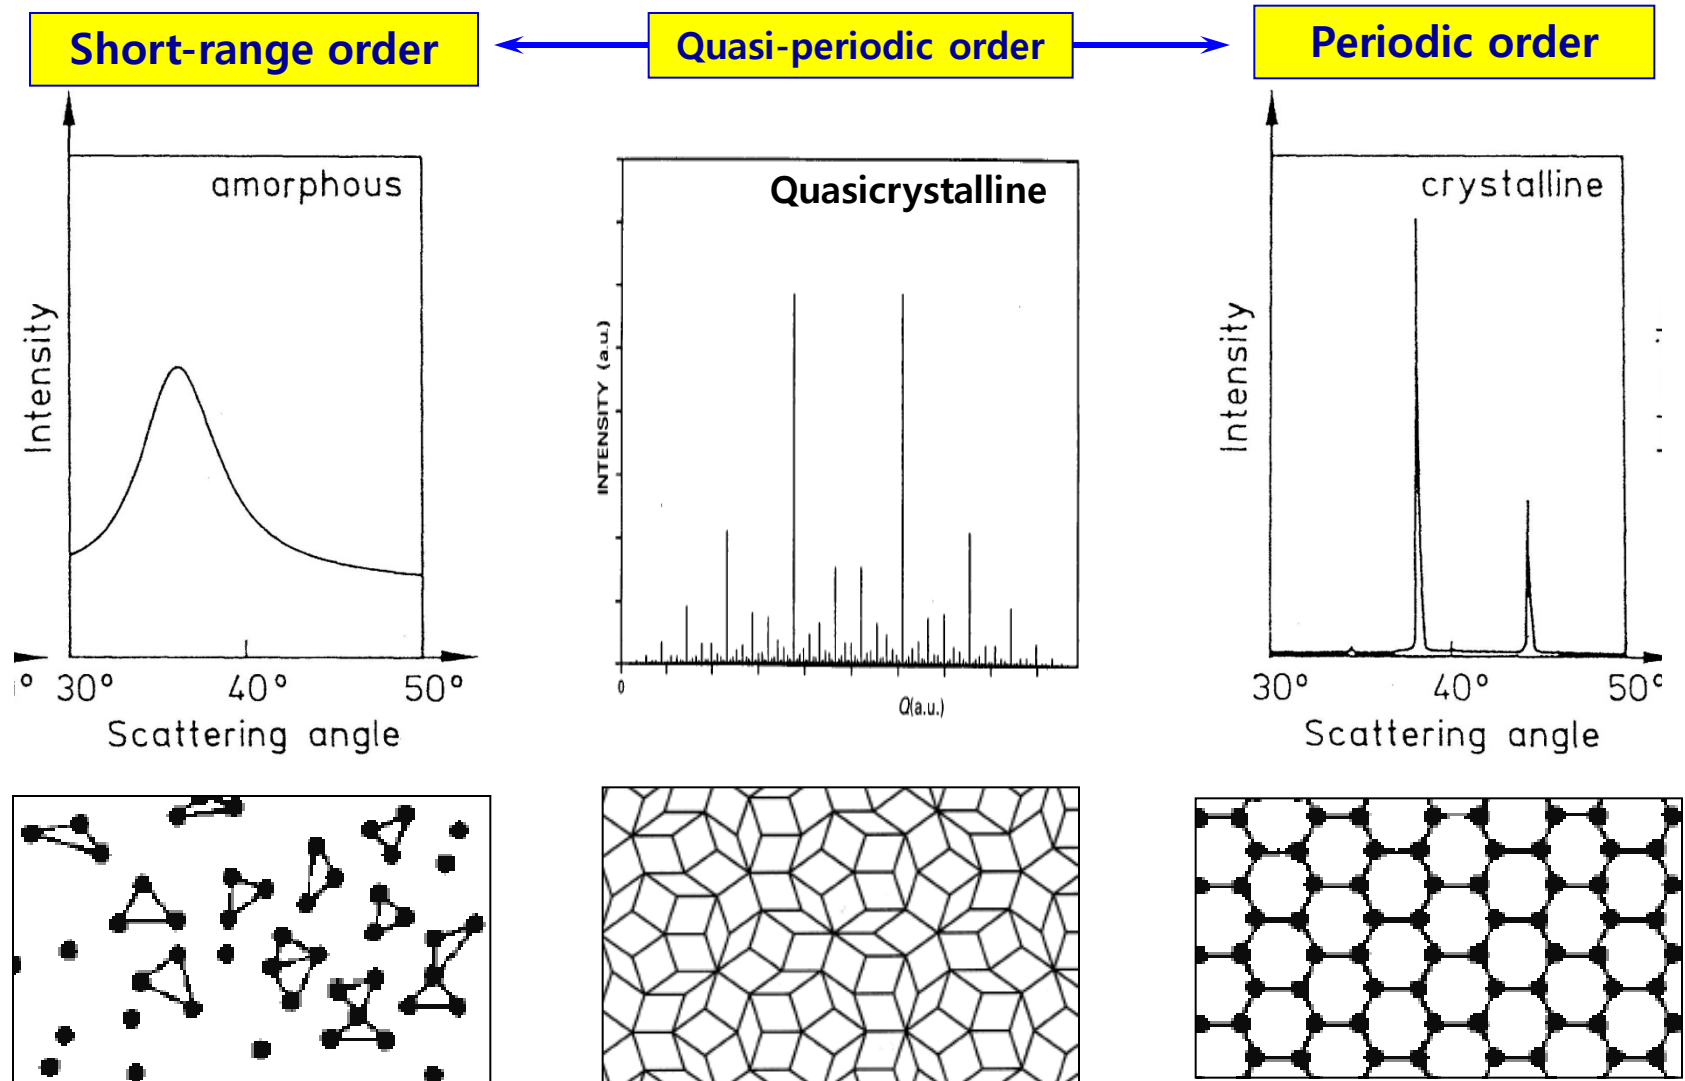 Short-range order
Quasi-periodic order
Periodic order
amorphous
Intensity
30° 40° 50°
Scattering angle
Quasicrystalline
INTENSITY (a.u.)
0
Q(a.u.)
crystalline
Intensity
30° 40° 50°
Scattering angle